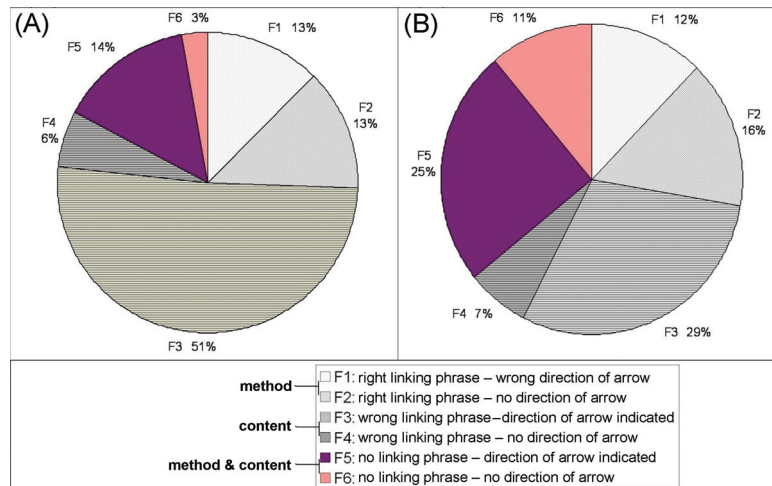 (A)
F6 3%
F1 13%
F5 14%
F2
13%
F4
6%
F3 51%
(B)
F6 11%
F1 12%
F2
16%
F5
25%
F4 7%
F3 29%
method
F1: right linking phrase – wrong direction of arrow
F2: right linking phrase – no direction of arrow
content
F3: wrong linking phrase–direction of arrow indicated
F4: wrong linking phrase – no direction of arrow
method & content
F5: no linking phrase – direction of arrow indicated
F6: no linking phrase – no direction of arrow